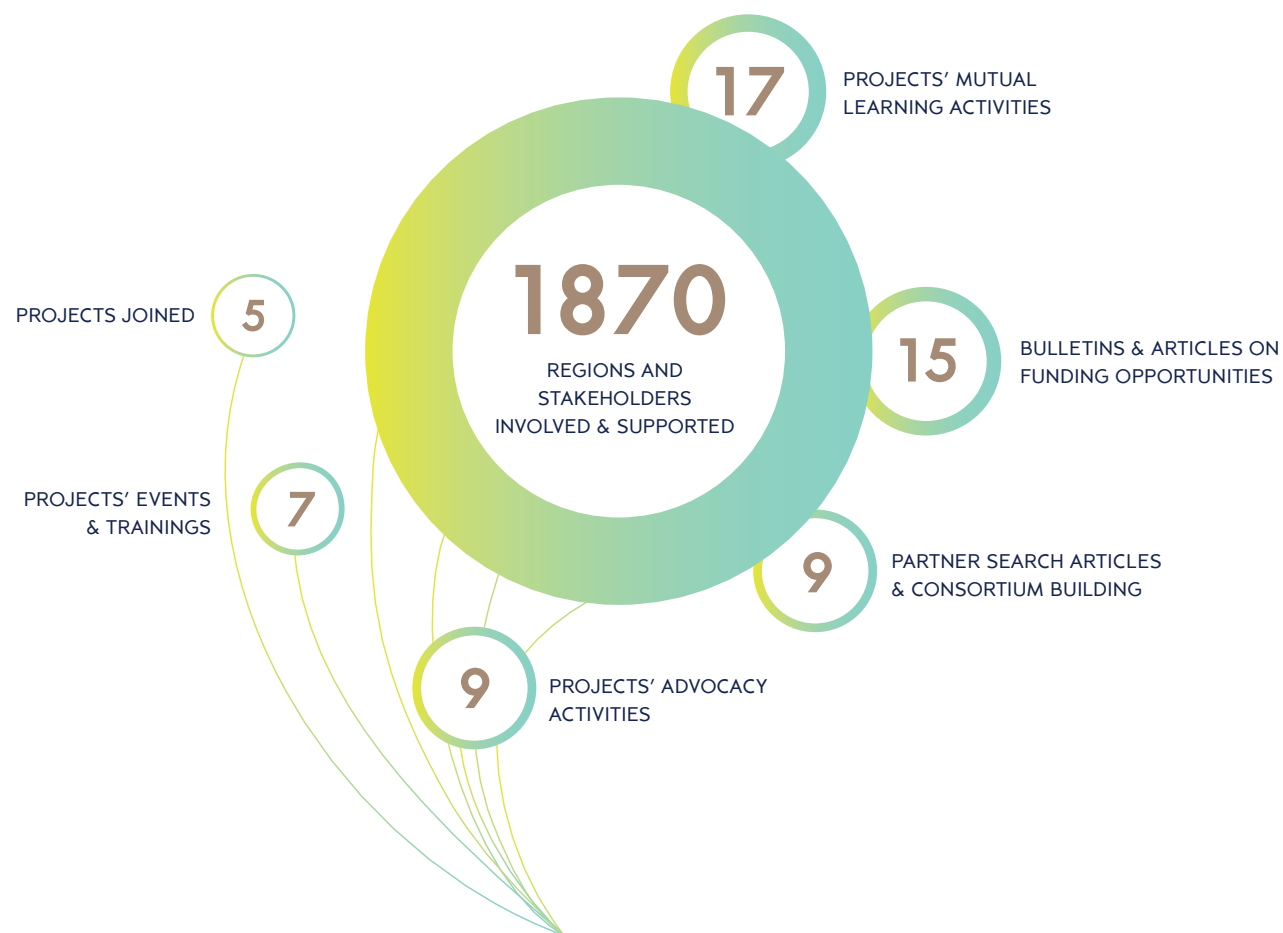 17
PROJECTS’ MUTUAL
LEARNING ACTIVITIES
1870
REGIONS AND
STAKEHOLDERS
INVOLVED & SUPPORTED
PROJECTS JOINED
5
15
BULLETINS & ARTICLES ON
FUNDING OPPORTUNITIES
PROJECTS’ EVENTS
& TRAININGS
7
9
PARTNER SEARCH ARTICLES
& CONSORTIUM BUILDING
9
PROJECTS’ ADVOCACY
ACTIVITIES